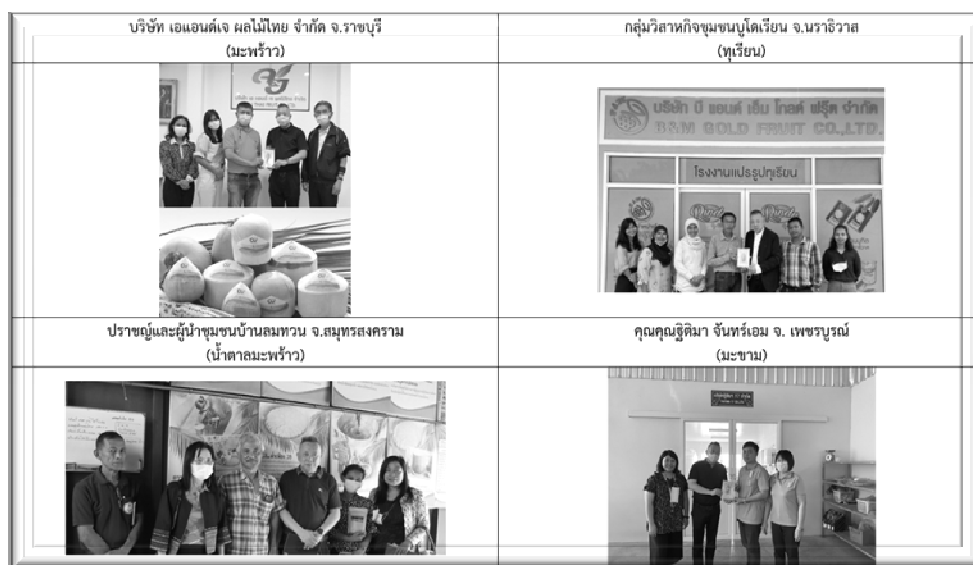 บริษัท เอแอนด์เจ ผลไม้ไทย จำกัด จ.ราชบุรี
(มะพร้าว)
กลุ่มวิสาหกิจชุมชนบูโดเรียน จ.นราธิวาส
(ทุเรียน)
บริษัท บี แอนด์ เอ็ม โกลด์ ฟรุ๊ต จำกัด
B&M GOLD FRUIT CO.,LTD.
โรงงานแปรรูปทุเรียน
ปราชญ์และผู้นำชุมชนบ้านลมทวน จ.สมุทรสงคราม
(น้ำตาลมะพร้าว)
คุณคุณฐิติมา จันทร์เอม จ. เพชรบูรณ์
(มะขาม)